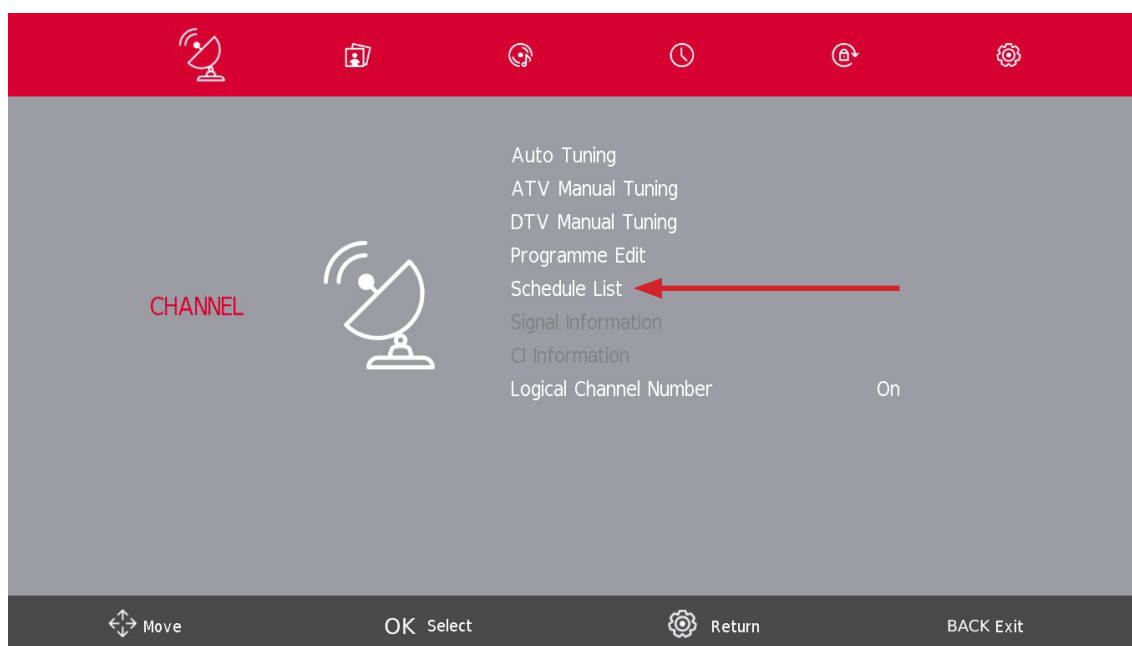 Auto Tuning
ATV Manual Tuning
DTV Manual Tuning
Programme Edit
CHANNEL
Schedule List
Signal Information
CI Information
Logical Channel Number On
Move OK Select Return BACK Exit